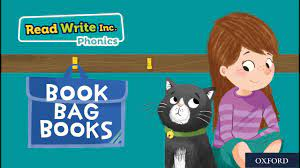 Read Write Inc.
Phonics
BOOK
BAG
BOOKS
OXFORD